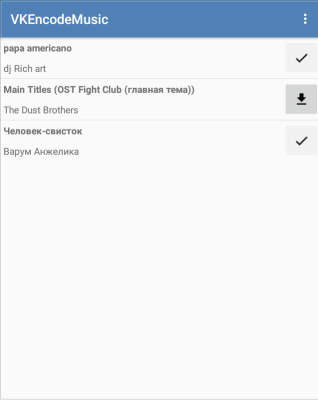 VKEncodeMusic
papa americano
dj Rich art
Main Titles (OST Fight Club (главная тема))
The Dust Brothers
Человек-свисток
Варум Анжелика